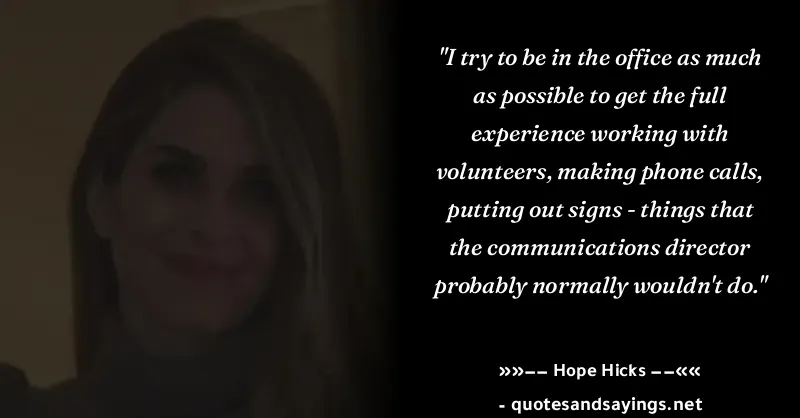 "I try to be in the office as much
as possible to get the full
experience working with
volunteers, making phone calls,
putting out signs - things that
the communications director
probably normally wouldn't do."
»»–– Hope Hicks ––««
- quotesandsayings.net